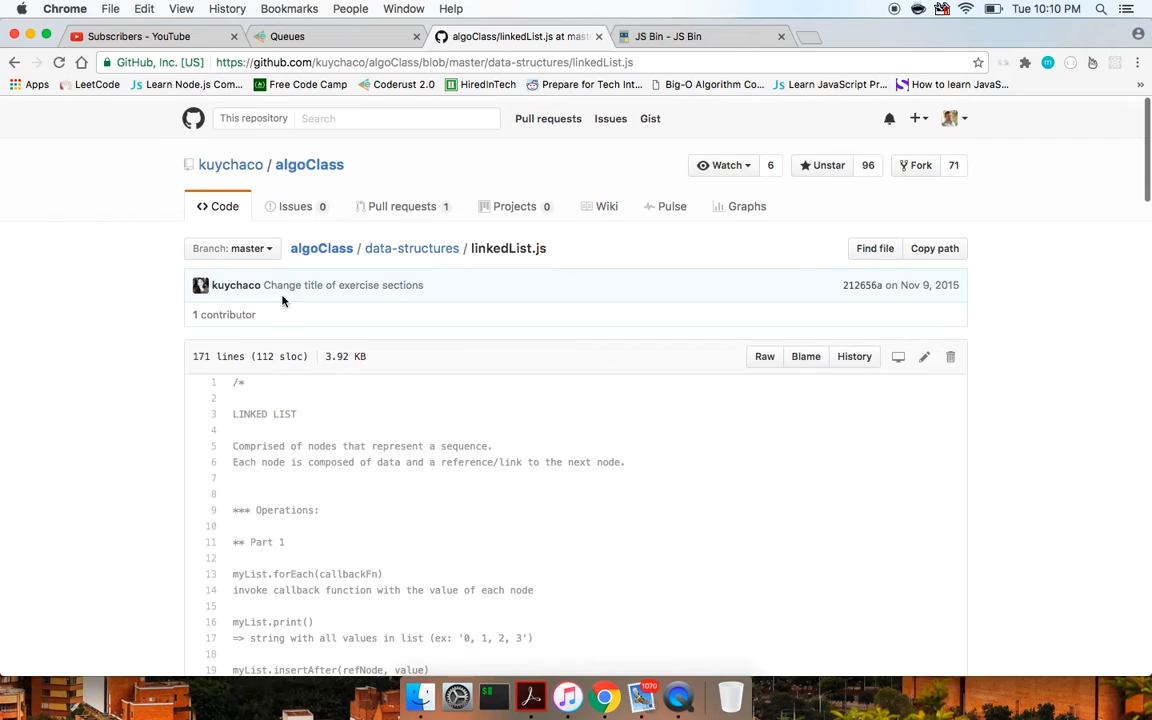 Chrome File Edit View History Bookmarks People Window Help Tue 10:10 PM
Subscribers - YouTube × Queues × algoClass/linkedList.js at mast × JS Bin - JS Bin ×
GitHub, Inc. [US] https://github.com/kuychaco/algoClass/blob/master/data-structures/linkedList.js
Apps LeetCode Learn Node.js Com... Free Code Camp Coderust 2.0 HiredInTech Prepare for Tech Int... Big-O Algorithm Co... Learn JavaScript Pr... How to learn JavaS... »
This repository Search Pull requests Issues Gist
kuychaco / algoClass Watch 6 Unstar 96 Fork 71
Code Issues 0 Pull requests 1 Projects 0 Wiki Pulse Graphs
Branch: master algoClass / data-structures / linkedList.js Find file Copy path
kuychaco Change title of exercise sections 212656a on Nov 9, 2015
1 contributor
171 lines (112 sloc) 3.92 KB Raw Blame History
1 /*
2
3 LINKED LIST
4
5 Comprised of nodes that represent a sequence.
6 Each node is composed of data and a reference/link to the next node.
7
8
9 *** Operations:
10
11 ** Part 1
12
13 myList.forEach(callbackFn)
14 invoke callback function with the value of each node
15
16 myList.print()
17 => string with all values in list (ex: '0, 1, 2, 3')
18
19 myList.insertAfter(refNode, value)
1070